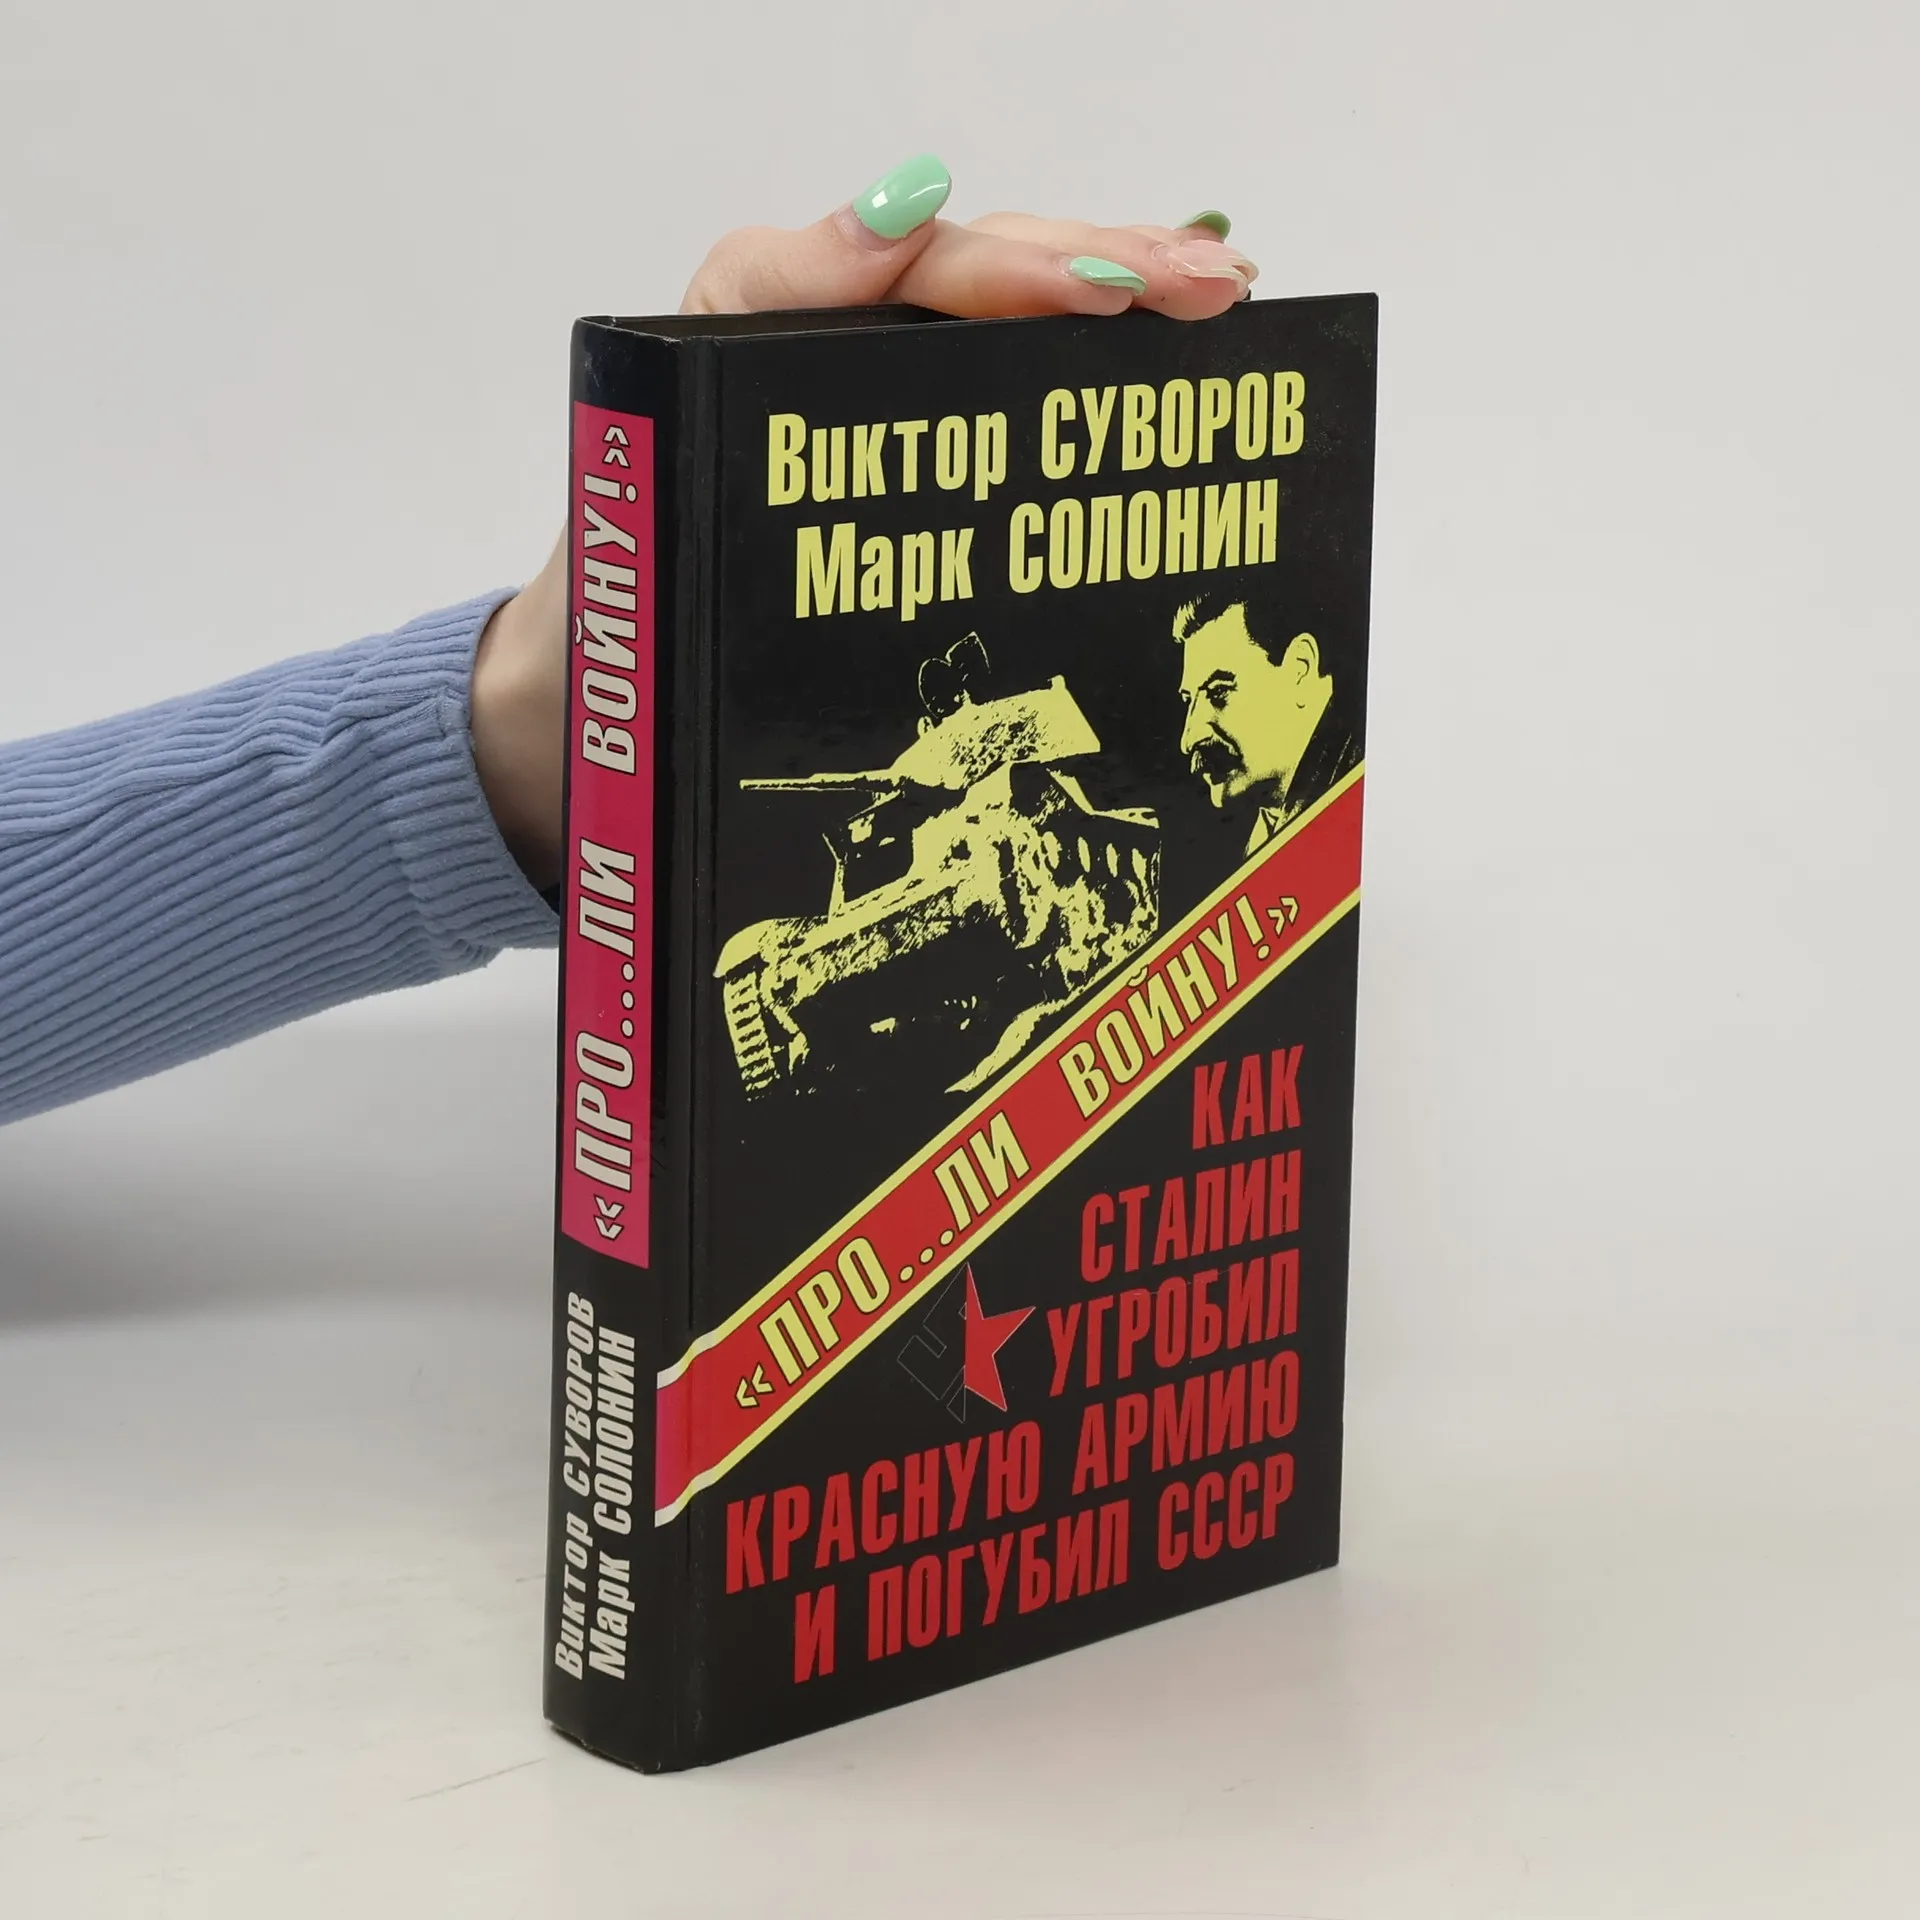 Виктор СУВОРОВ
Марк СОЛОНИН
«ПРО...ЛИ ВОЙНУ!»
КАК
СТАЛИН
УГРОБИЛ
КРАСНУЮ АРМИЮ
И ПОГУБИЛ СССР
«ПРО...ЛИ ВОЙНУ!»
Виктор СУВОРОВ
Марк СОЛОНИН